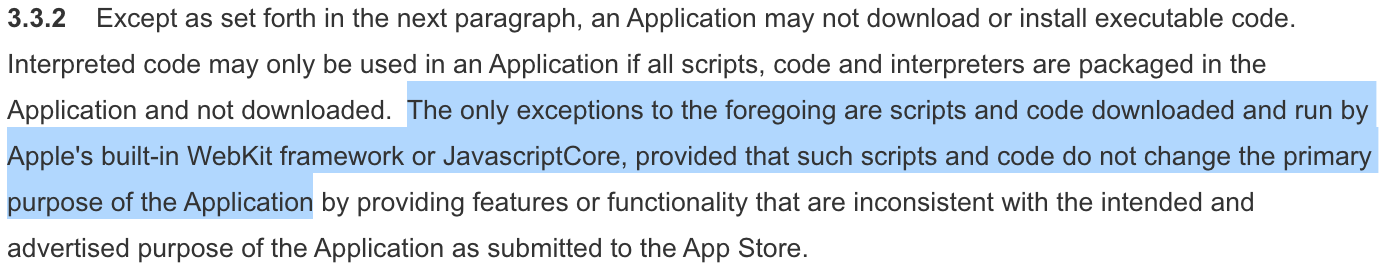 3.3.2 Except as set forth in the next paragraph, an Application may not download or install executable code.
Interpreted code may only be used in an Application if all scripts, code and interpreters are packaged in the
Application and not downloaded. The only exceptions to the foregoing are scripts and code downloaded and run by
Apple's built-in WebKit framework or JavascriptCore, provided that such scripts and code do not change the primary
purpose of the Application by providing features or functionality that are inconsistent with the intended and
advertised purpose of the Application as submitted to the App Store.